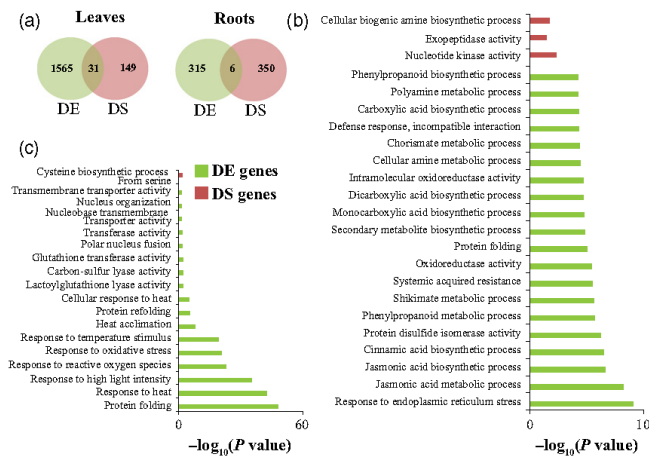 (a)
Leaves
Roots
1565
31
149
315
6
350
DE
DS
DE
DS
(b)
Cellular biogenic amine biosynthetic process
Exopeptidase activity
Nucleotide kinase activity
Phenylpropanoid biosynthetic process
Polyamine metabolic process
Carboxylic acid biosynthetic process
Defense response, incompatible interaction
Chorismate metabolic process
Cellular amine metabolic process
Intramolecular oxidoreductase activity
Dicarboxylic acid biosynthetic process
Monocarboxylic acid biosynthetic process
Secondary metabolite biosynthetic process
Protein folding
Oxidoreductase activity
Systemic acquired resistance
Shikimate metabolic process
Phenylpropanoid metabolic process
Protein disulfide isomerase activity
Cinnamic acid biosynthetic process
Jasmonic acid biosynthetic process
Jasmonic acid metabolic process
Response to endoplasmic reticulum stress
0
10
–log10(P value)
(c)
DE genes
DS genes
Cysteine biosynthetic process
From serine
Transmembrane transporter activity
Nucleus organization
Nucleobase transmembrane
Transporter activity
Transferase activity
Polar nucleus fusion
Glutathione transferase activity
Carbon-sulfur lyase activity
Lactoylglutathione lyase activity
Cellular response to heat
Protein refolding
Heat acclimation
Response to temperature stimulus
Response to oxidative stress
Response to reactive oxygen species
Response to high light intensity
Response to heat
Protein folding
0
60
–log10(P value)